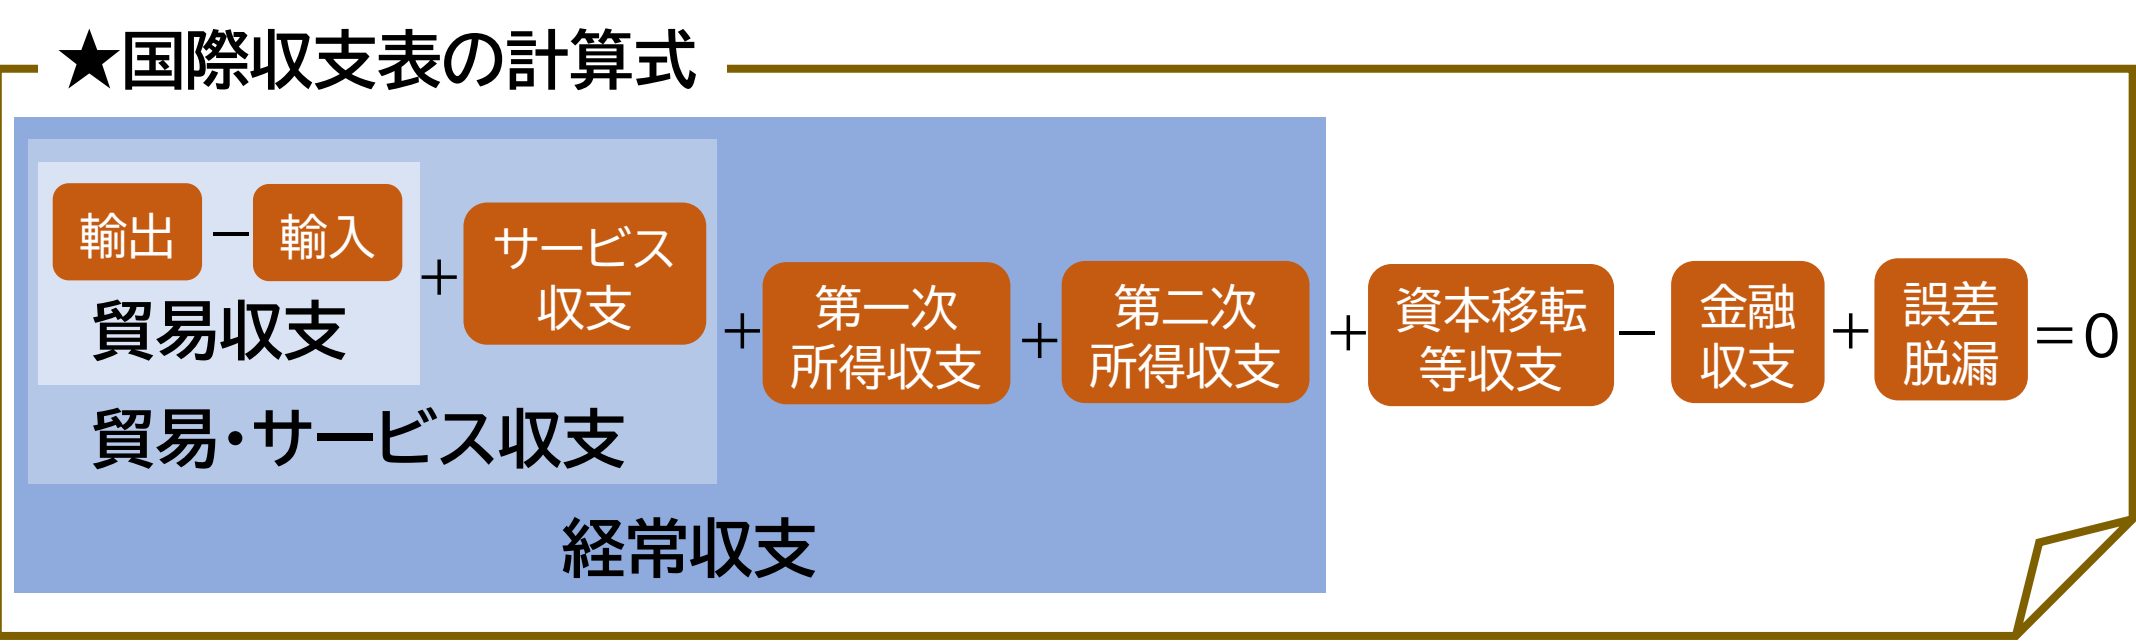 ★国際収支表の計算式
輸出 － 輸入
貿易収支
＋
サービス
収支
貿易・サービス収支
＋
第一次
所得収支
＋
第二次
所得収支
経常収支
＋
資本移転
等収支
－
金融
収支
＋
誤差
脱漏
＝0